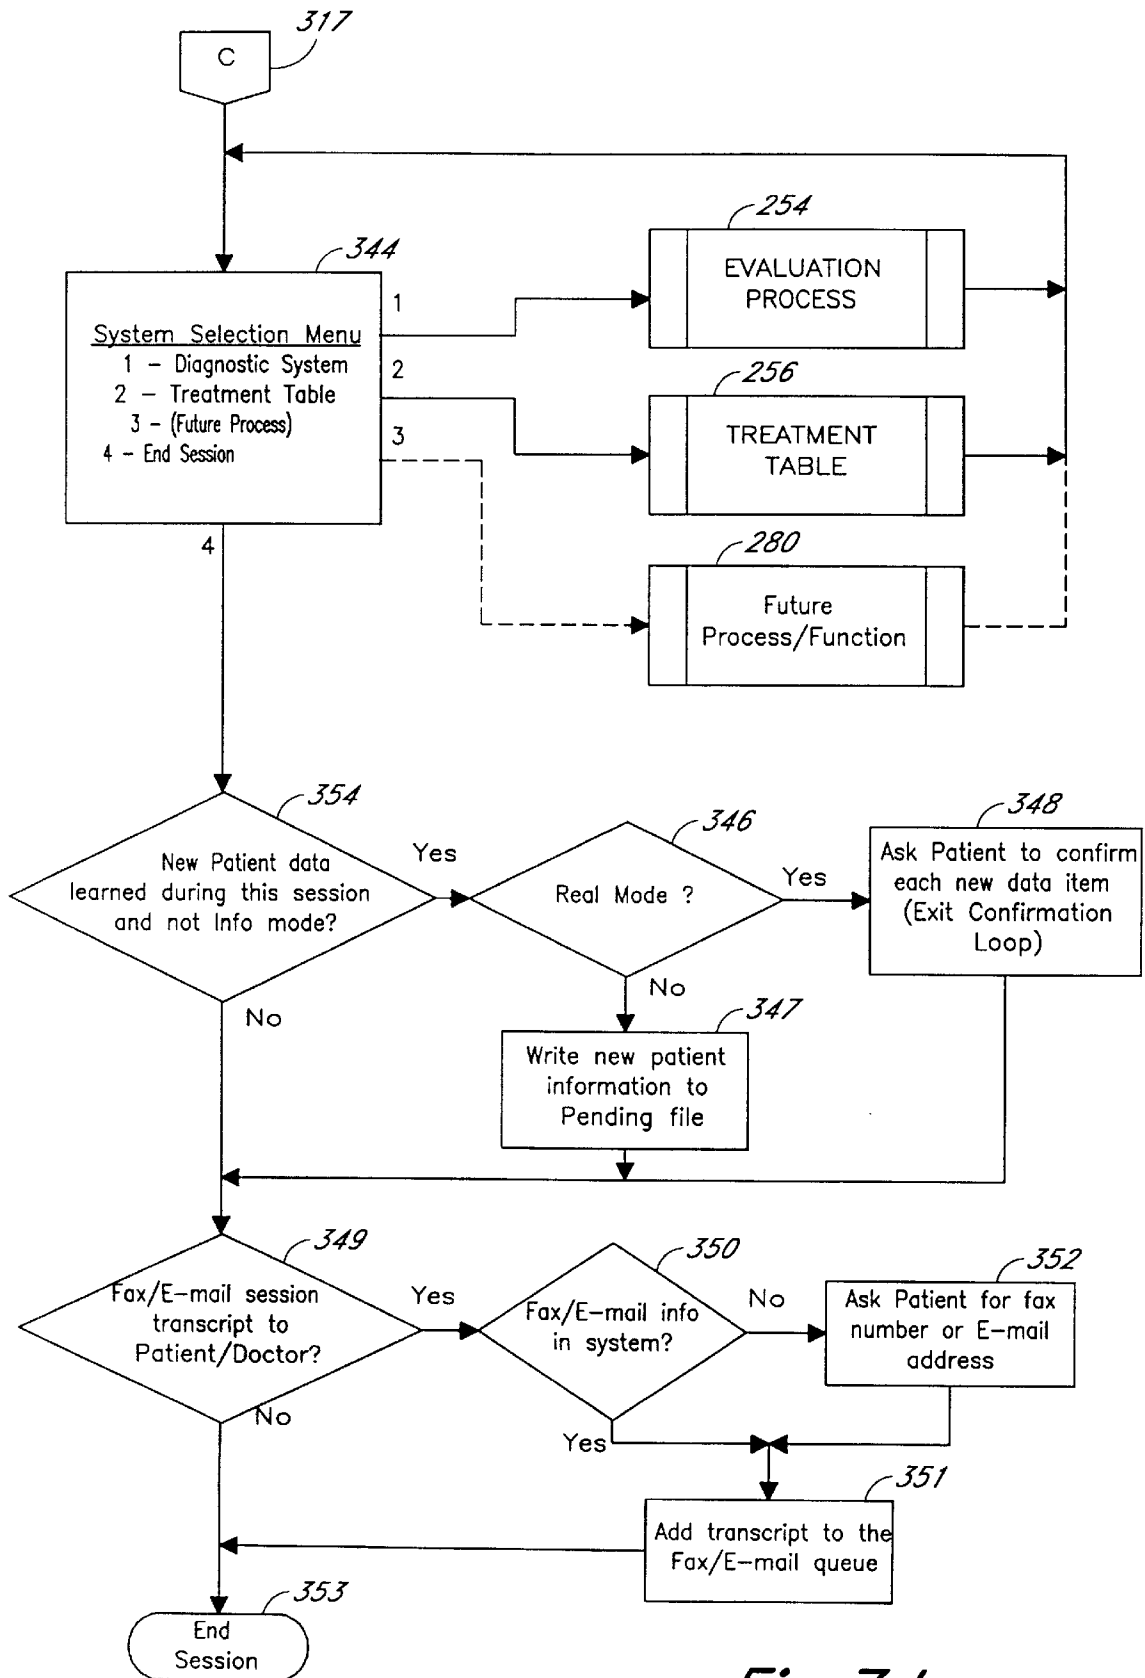 317
C
254
EVALUATION
PROCESS
344
1
System Selection Menu
1 - Diagnostic System
2 - Treatment Table
3 - (Future Process)
4 - End Session
2
3
256
TREATMENT
TABLE
4
280
Future
Process/Function
354
New Patient data
learned during this session
and not Info mode?
Yes
346
Real Mode ?
Yes
348
Ask Patient to confirm
each new data item
(Exit Confirmation
Loop)
No
No
347
Write new patient
information to
Pending file
349
Fax/E-mail session
transcript to
Patient/Doctor?
Yes
350
Fax/E-mail info
in system?
No
352
Ask Patient for fax
number or E-mail
address
No
Yes
351
Add transcript to the
Fax/E-mail queue
353
End
Session